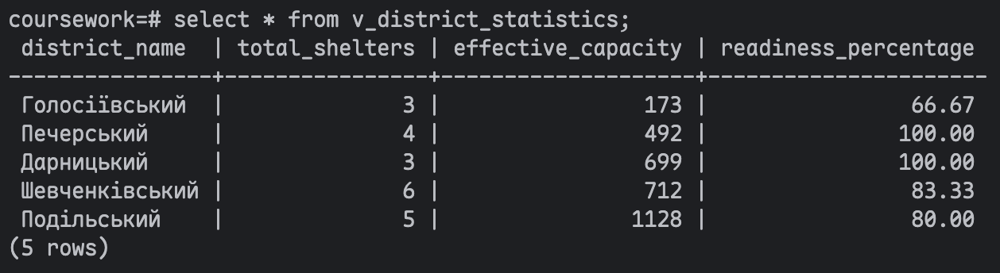 coursework=# select * from v_district_statistics;
 district_name  | total_shelters | effective_capacity | readiness_percentage
----------------+----------------+--------------------+----------------------
 Голосіївський  |              3 |                173 |                66.67
 Печерський     |              4 |                492 |               100.00
 Дарницький     |              3 |                699 |               100.00
 Шевченківський |              6 |                712 |                83.33
 Подільський    |              5 |               1128 |                80.00
(5 rows)